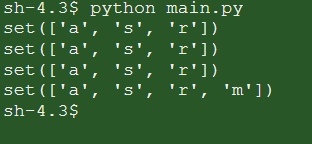 sh-4.3$ python main.py
set(['a', 's', 'r'])
set(['a', 's', 'r'])
set(['a', 's', 'r'])
set(['a', 's', 'r', 'm'])
sh-4.3$